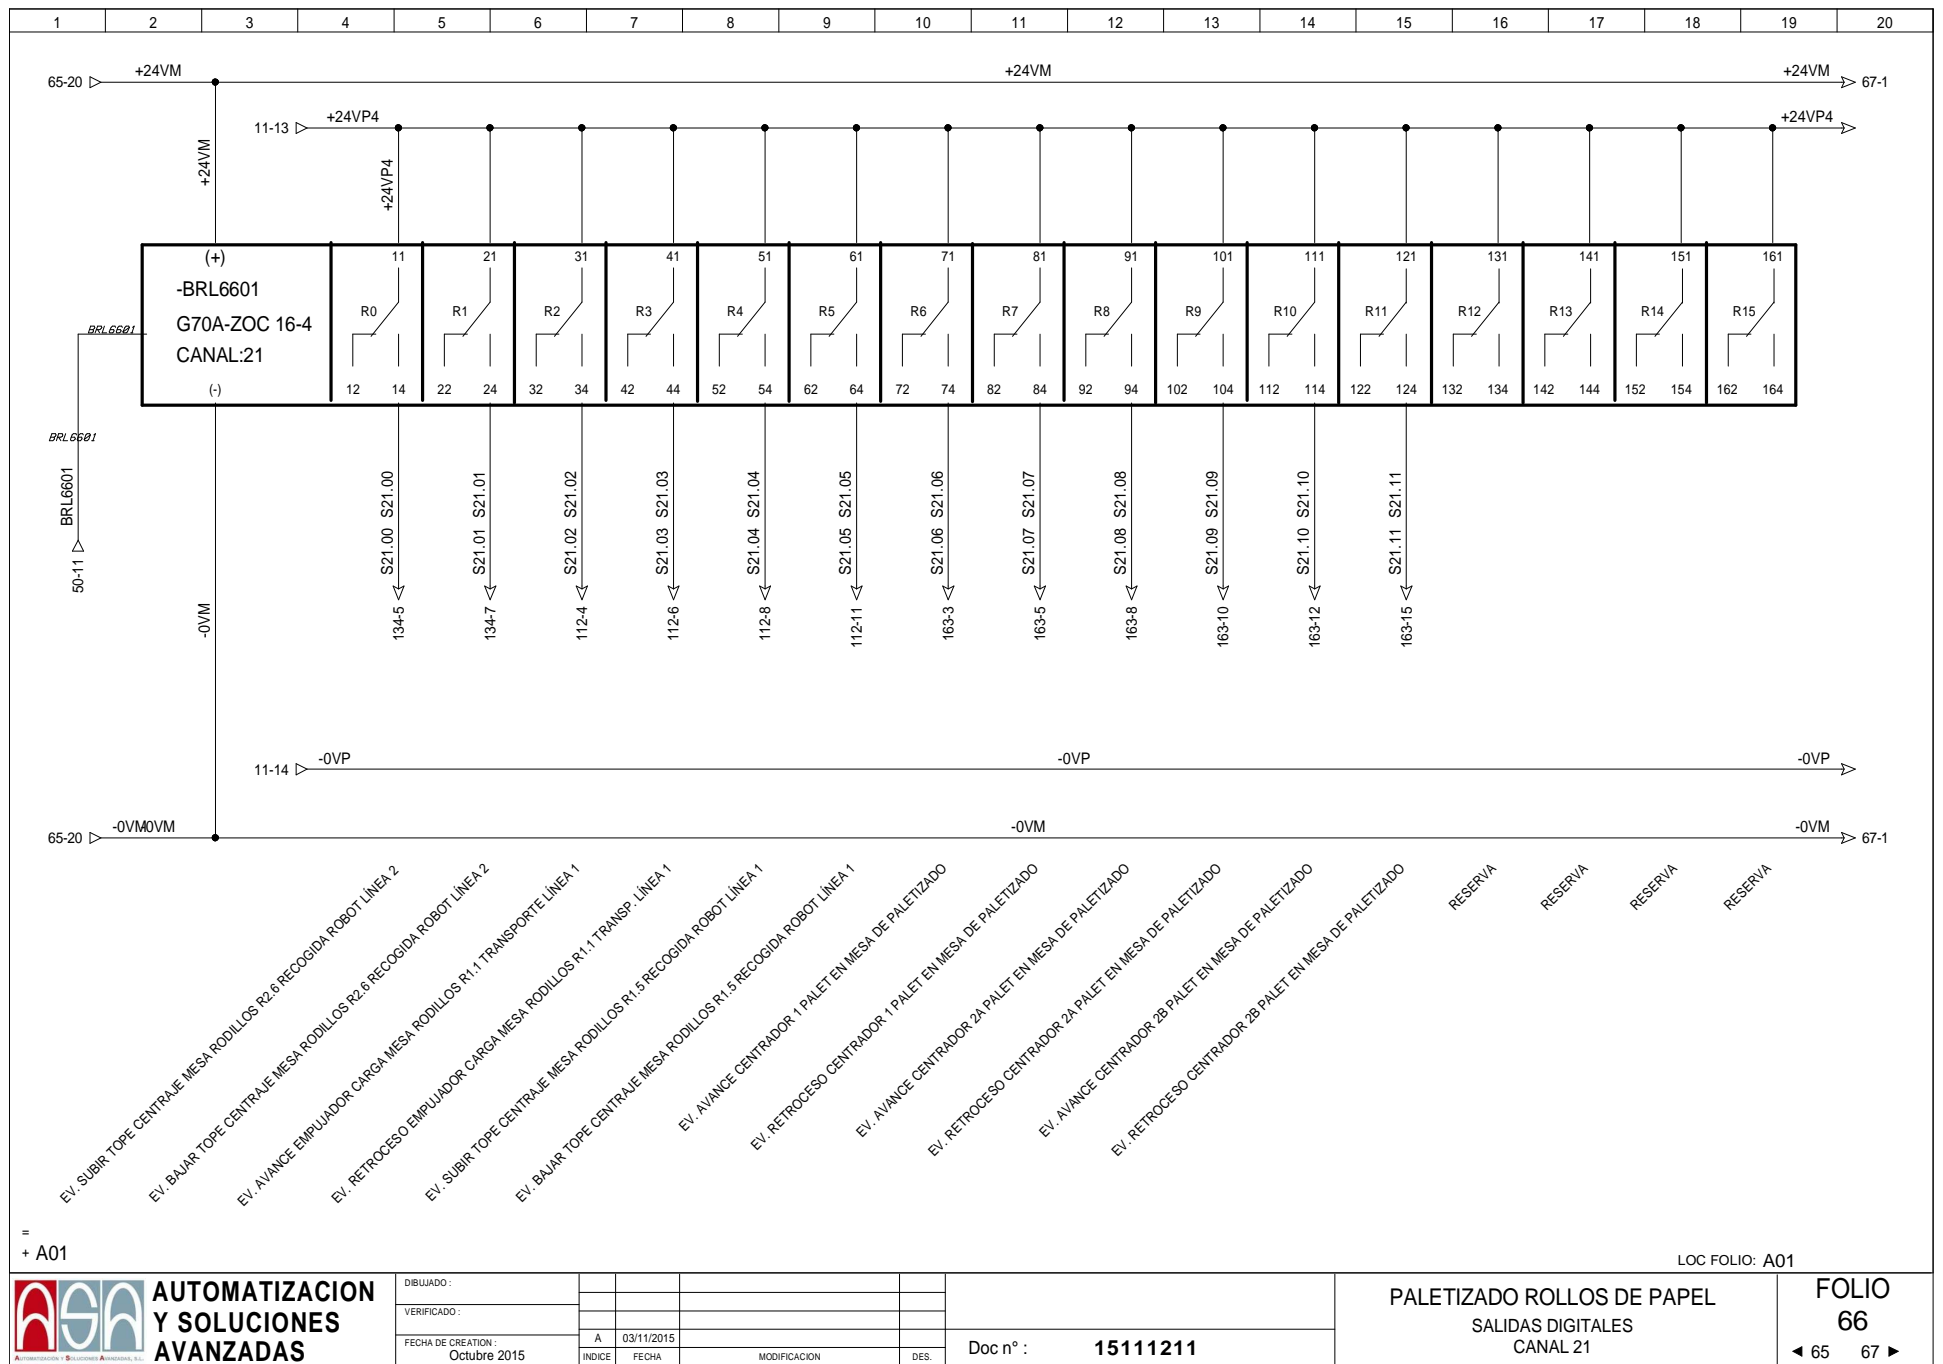 1 2 3 4 5 6 7 8 9 10 11 12 13 14 15 16 17 18 19 20
65-20 +24VM +24VM +24VM 67-1
11-13 +24VP4 +24VP4
+24VM
+24VP4
(+) 11 21 31 41 51 61 71 81 91 101 111 121 131 141 151 161
-BRL6601
R0 R1 R2 R3 R4 R5 R6 R7 R8 R9 R10 R11 R12 R13 R14 R15
G70A-ZOC 16-4
BRL6601
CANAL:21
(-) 12 14 22 24 32 34 42 44 52 54 62 64 72 74 82 84 92 94 102 104 112 114 122 124 132 134 142 144 152 154 162 164
BRL6601
BRL6601
50-11
S21.00 S21.01 S21.02 S21.03 S21.04 S21.05 S21.06 S21.07 S21.08 S21.09 S21.10 S21.11
S21.00 S21.01 S21.02 S21.03 S21.04 S21.05 S21.06 S21.07 S21.08 S21.09 S21.10 S21.11
134-5 134-7 112-4 112-6 112-8 112-11 163-3 163-5 163-8 163-10 163-12 163-15
-0VM
11-14 -0VP -0VP -0VP
65-20 -0VM -0VM -0VM -0VM 67-1
EV. SUBIR TOPE CENTRAJE MESA RODILLOS R2.6 RECOGIDA ROBOT LÍNEA 2
EV. BAJAR TOPE CENTRAJE MESA RODILLOS R2.6 RECOGIDA ROBOT LÍNEA 2
EV. AVANCE EMPUJADOR CARGA MESA RODILLOS R1.1 TRANSPORTE LÍNEA 1
EV. RETROCESO EMPUJADOR CARGA MESA RODILLOS R1.1 TRANSP. LÍNEA 1
EV. SUBIR TOPE CENTRAJE MESA RODILLOS R1.5 RECOGIDA ROBOT LÍNEA 1
EV. BAJAR TOPE CENTRAJE MESA RODILLOS R1.5 RECOGIDA ROBOT LÍNEA 1
EV. AVANCE CENTRADOR 1 PALET EN MESA DE PALETIZADO
EV. RETROCESO CENTRADOR 1 PALET EN MESA DE PALETIZADO
EV. AVANCE CENTRADOR 2A PALET EN MESA DE PALETIZADO
EV. RETROCESO CENTRADOR 2A PALET EN MESA DE PALETIZADO
EV. AVANCE CENTRADOR 2B PALET EN MESA DE PALETIZADO
EV. RETROCESO CENTRADOR 2B PALET EN MESA DE PALETIZADO
RESERVA
RESERVA
RESERVA
RESERVA
=
+ A01
LOC FOLIO: A01
ASA
AUTOMATIZACION Y SOLUCIONES AVANZADAS, S.L.
AUTOMATIZACION
Y SOLUCIONES
AVANZADAS
DIBUJADO :
VERIFICADO :
FECHA DE CREATION :
Octubre 2015
A 03/11/2015
INDICE FECHA MODIFICACION DES.
Doc n° : 15111211
PALETIZADO ROLLOS DE PAPEL
SALIDAS DIGITALES
CANAL 21
FOLIO
66
◄ 65 67 ►